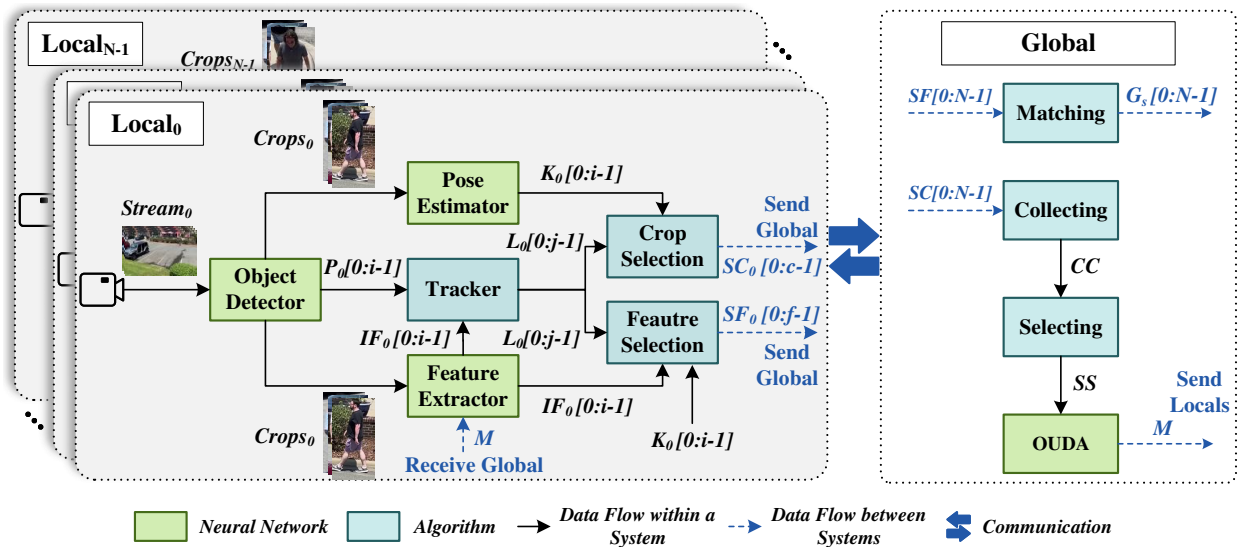 Local_{N-1}
Crops_{N-1}
Local_0
Crops_0
Stream_0
Object
Detector
Pose
Estimator
K_0[0:i-1]
P_0[0:i-1]
Tracker
L_0[0:j-1]
Crop
Selection
Send
Global
SC_0[0:c-1]
IF_0[0:i-1]
L_0[0:j-1]
Feautre
Selection
SF_0[0:f-1]
Send
Global
Feature
Extractor
IF_0[0:i-1]
K_0[0:i-1]
Crops_0
M
Receive Global
Global
SF[0:N-1]
Matching
G_s[0:N-1]
SC[0:N-1]
Collecting
CC
Selecting
SS
Send
Locals
OUDA
M
Neural Network
Algorithm
Data Flow within a
System
Data Flow between
Systems
Communication